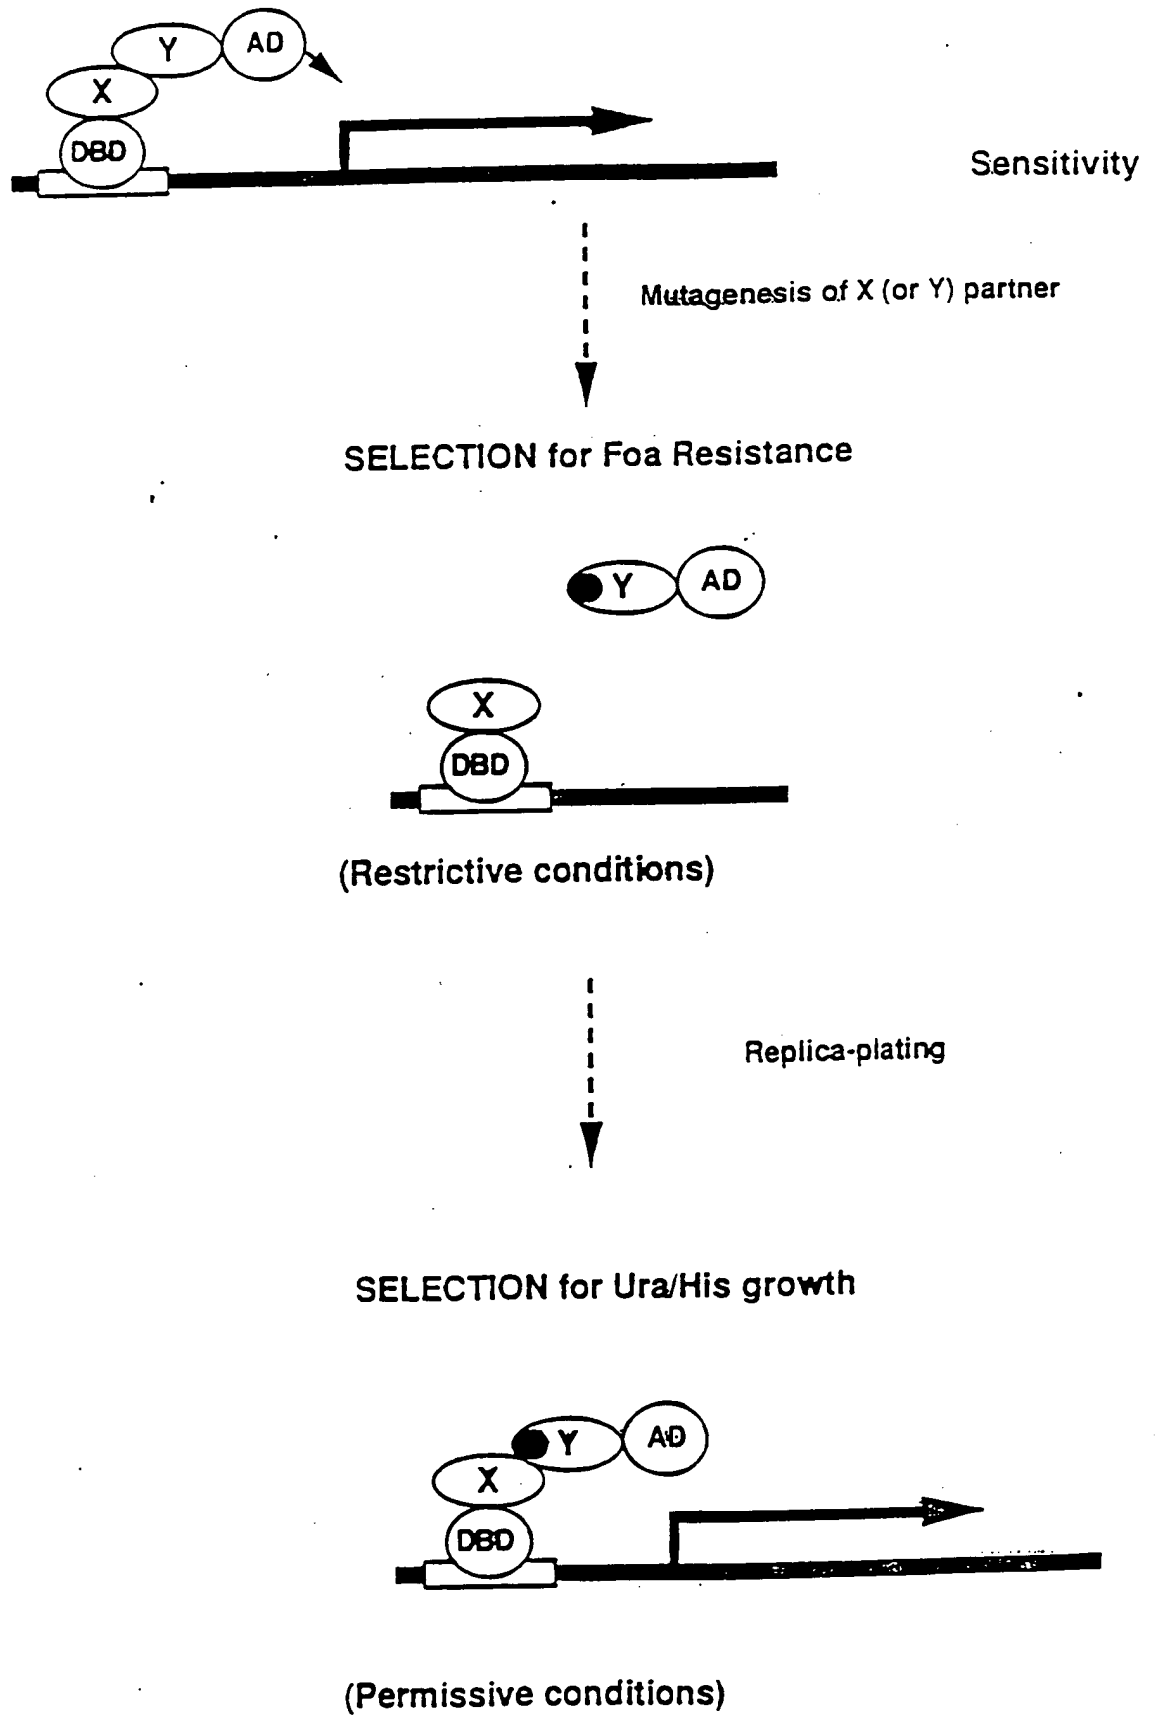 Y AD
X
DBD
Sensitivity
Mutagenesis of X (or Y) partner
SELECTION for Foa Resistance
Y AD
X
DBD
(Restrictive conditions)
Replica-plating
SELECTION for Ura/His growth
Y AD
X
DBD
(Permissive conditions)